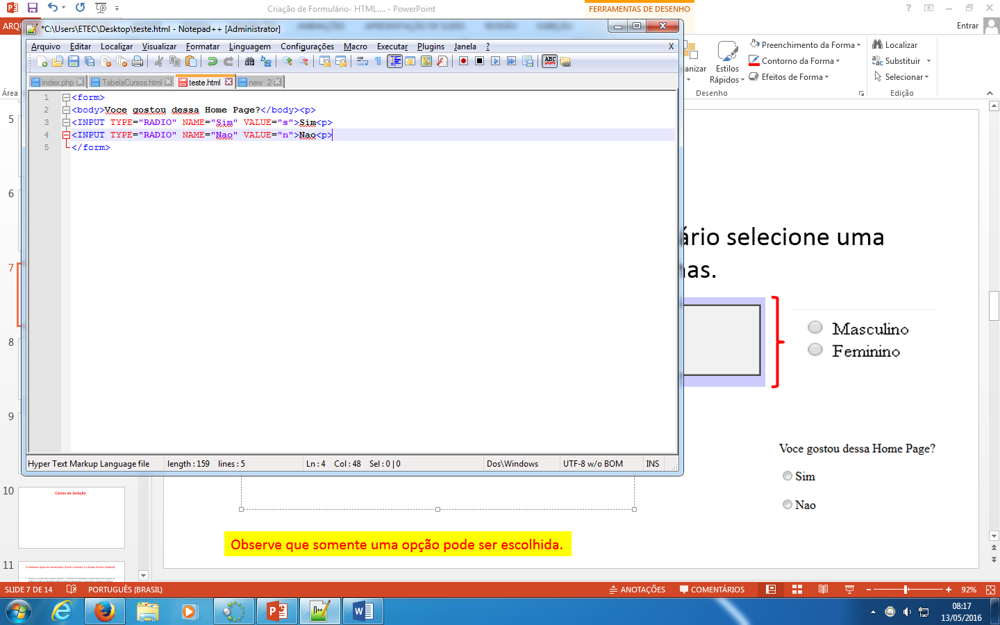 Criação de Formulário- HTML.... - PowerPoint
FERRAMENTAS DE DESENHO
Entrar
*C:\Users\ETEC\Desktop\teste.html - Notepad++ [Administrator]
Arquivo Editar Localizar Visualizar Formatar Linguagem Configurações Macro Executar Plugins Janela ? X
index.php TabelaCursos.html teste.html new 2
1 <form>
2 <body>Voce gostou dessa Home Page?</body><p>
3 <INPUT TYPE="RADIO" NAME="Sim" VALUE="s">Sim<p>
4 <INPUT TYPE="RADIO" NAME="Nao" VALUE="n">Nao<p>
5 </form>
Hyper Text Markup Language file length : 159 lines : 5 Ln : 4 Col : 48 Sel : 0 | 0 Dos\Windows UTF-8 w/o BOM INS
Estilos
Rápidos
Preenchimento da Forma
Contorno da Forma
Efeitos de Forma
Desenho
Localizar
Substituir
Selecionar
Edição
Área
5
6
7
8
9
10
Caixas de Seleção
11
selecione uma
Masculino
Feminino
Voce gostou dessa Home Page?
Sim
Nao
Observe que somente uma opção pode ser escolhida.
SLIDE 7 DE 14 PORTUGUÊS (BRASIL) ANOTAÇÕES COMENTÁRIOS 92%
08:17
13/05/2016